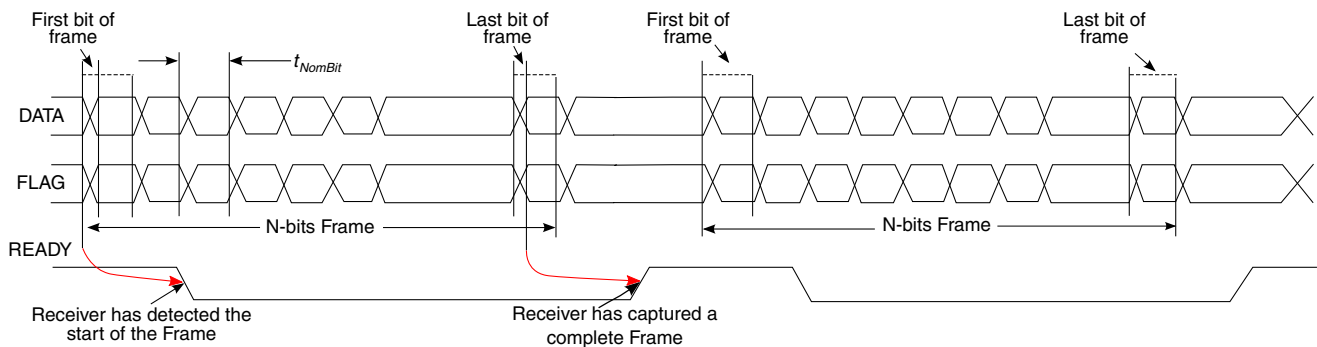 First bit of
frame
Last bit of
frame
First bit of
frame
Last bit of
frame
t_NomBit
DATA
FLAG
N-bits Frame
N-bits Frame
READY
Receiver has detected the
start of the Frame
Receiver has captured a
complete Frame